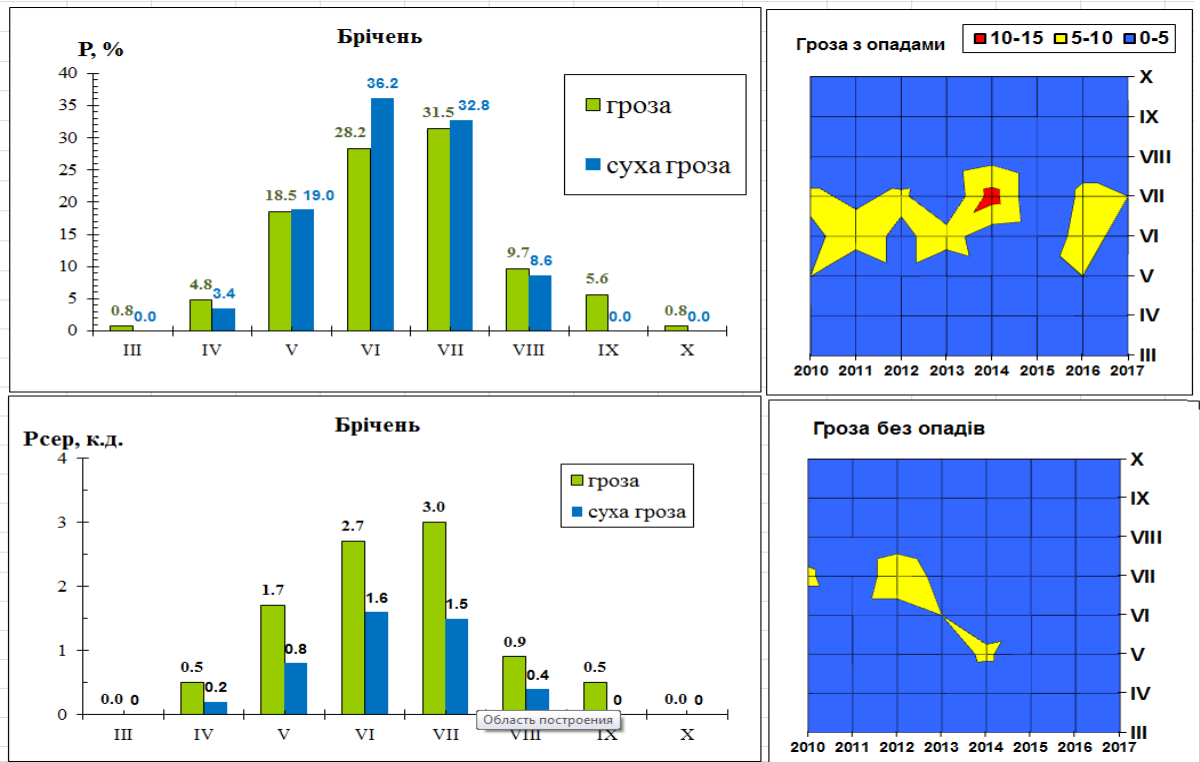 Брічень
P, %
40
35
30
25
20
15
10
5
0
0.8 0.0
4.8 3.4
18.5 19.0
28.2 36.2
31.5 32.8
9.7 8.6
5.6 0.0
0.8 0.0
III IV V VI VII VIII IX X
гроза
суха гроза
Гроза з опадами
10-15 5-10 0-5
X
IX
VIII
VII
VI
V
IV
III
2010 2011 2012 2013 2014 2015 2016 2017
Брічень
Рсер, к.д.
4
3
2
1
0
0.0 0
0.5 0.2
1.7 0.8
2.7 1.6
3.0 1.5
0.9 0.4
0.5 0
0.0 0
III IV V VI VII VIII IX X
гроза
суха гроза
Область построения
Гроза без опадів
X
IX
VIII
VII
VI
V
IV
III
2010 2011 2012 2013 2014 2015 2016 2017